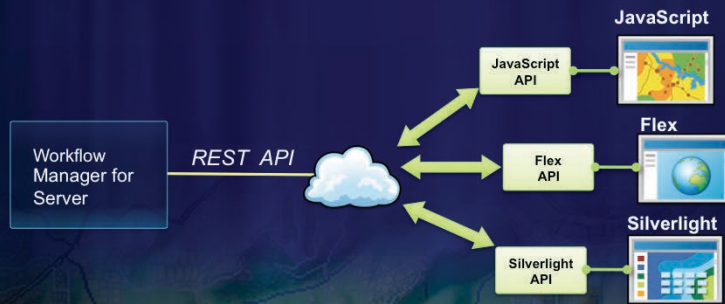 JavaScript
JavaScript
API
Flex
Workflow
Manager for
Server
REST API
Flex
API
Silverlight
Silverlight
API